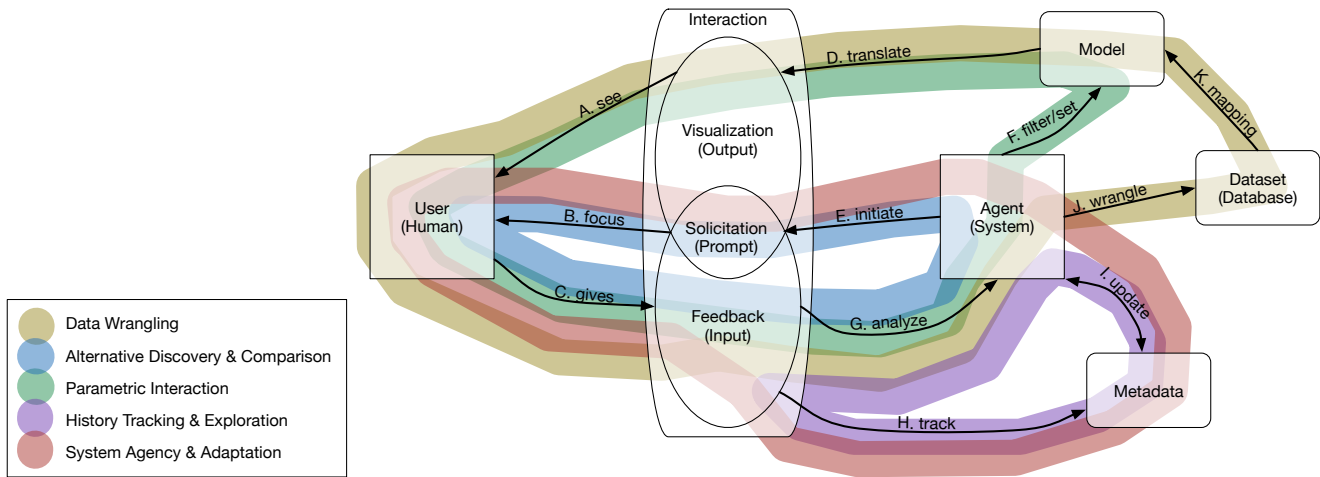 Interaction
Model
D. translate
K. mapping
A. see
Visualization
(Output)
F. filter/set
User
(Human)
B. focus
Solicitation
(Prompt)
E. initiate
Agent
(System)
J. wrangle
Dataset
(Database)
C. gives
Feedback
(Input)
G. analyze
I. update
H. track
Metadata
Data Wrangling
Alternative Discovery & Comparison
Parametric Interaction
History Tracking & Exploration
System Agency & Adaptation